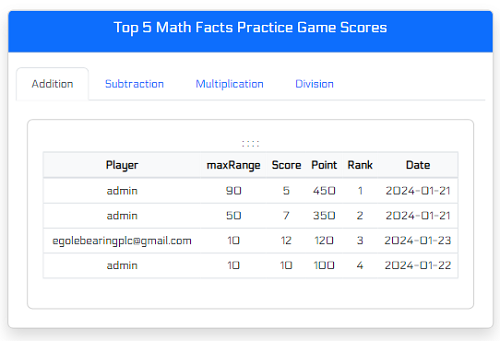 Top 5 Math Facts Practice Game Scores
Addition Subtraction Multiplication Division
::::
Player maxRange Score Point Rank Date
admin 90 5 450 1 2024-01-21
admin 50 7 350 2 2024-01-21
egolebearingplc@gmail.com 10 12 120 3 2024-01-23
admin 10 10 100 4 2024-01-22